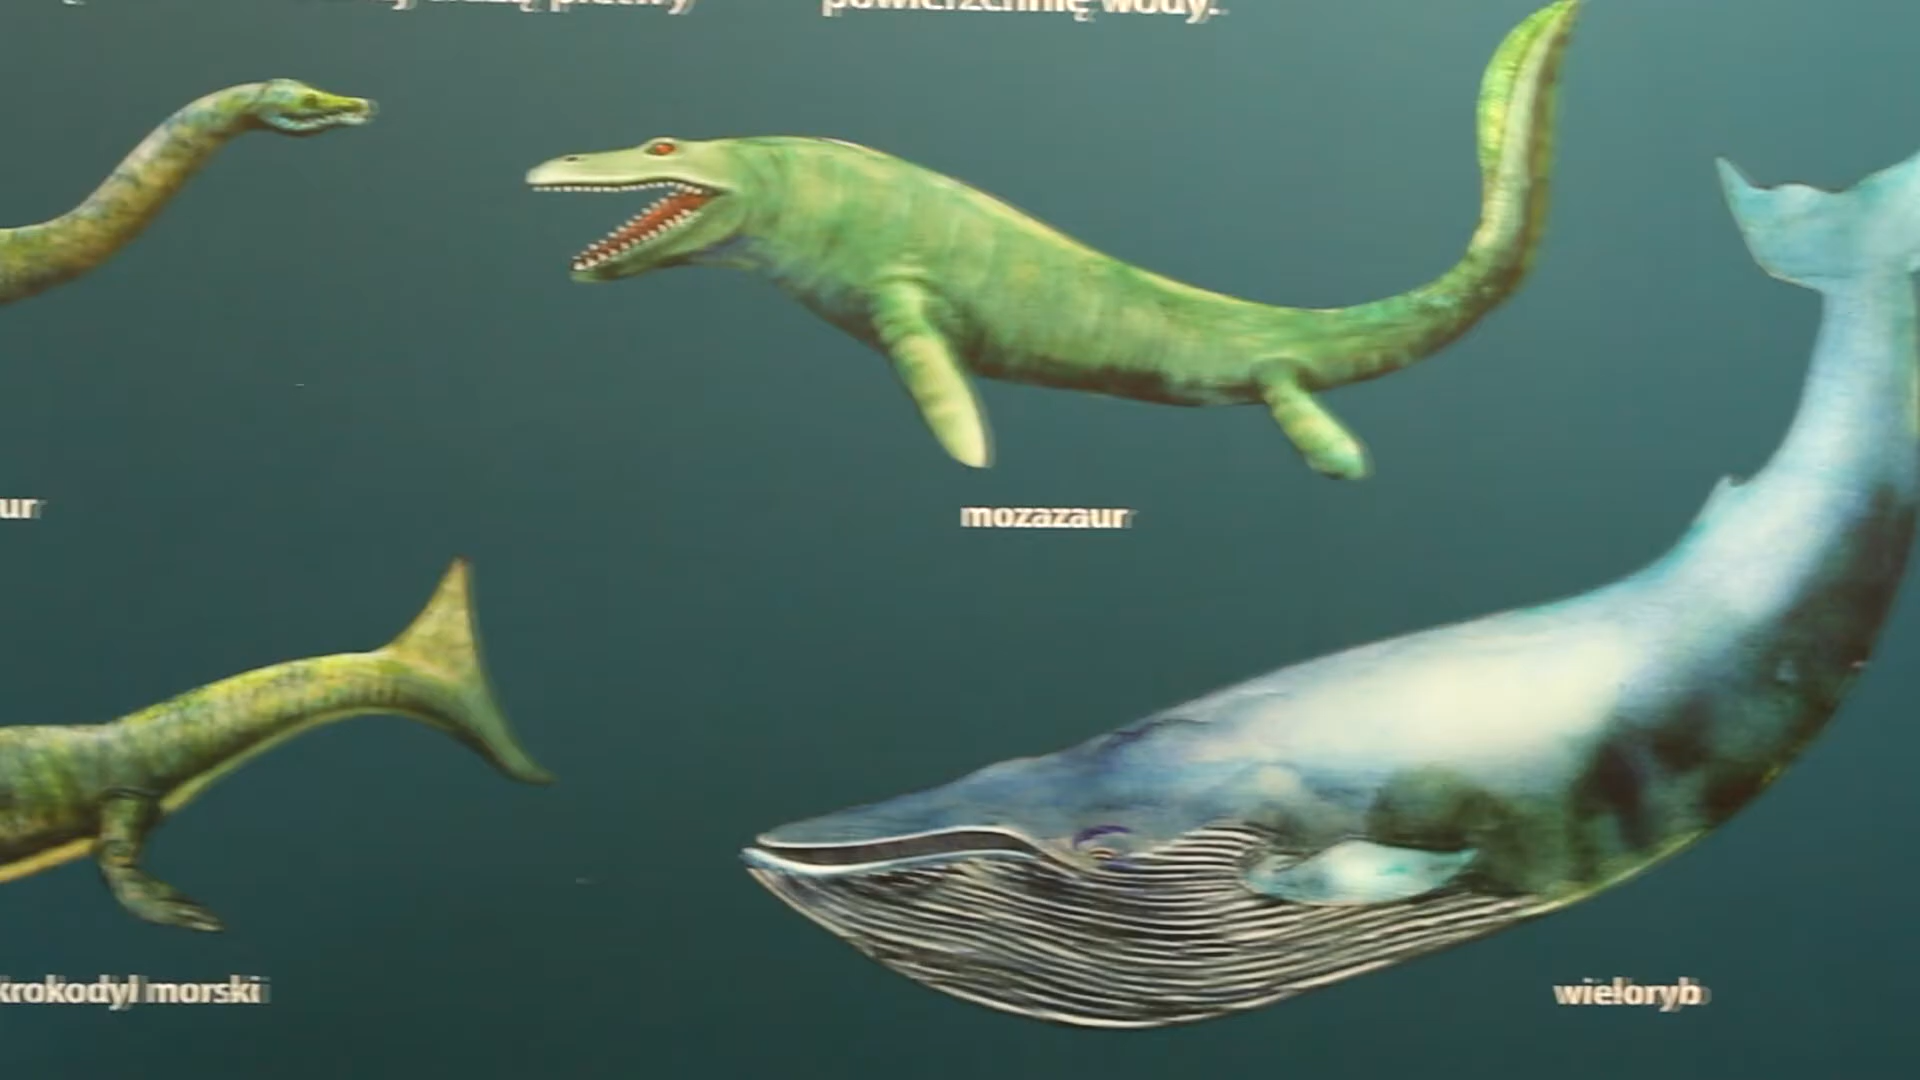 powierzchnię wody.
ur
mozazaur
krokodyl morski
wieloryb